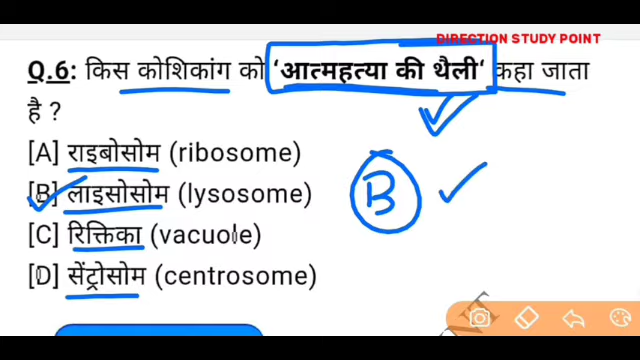 DIRECTION STUDY POINT
Q.6: किस कोशिकांग को 'आत्महत्या की थैली' कहा जाता
है ?
[A] राइबोसोम (ribosome)
[B] लाइसोसोम (lysosome)
B
[C] रिक्तिका (vacuole)
[D] सेंट्रोसोम (centrosome)